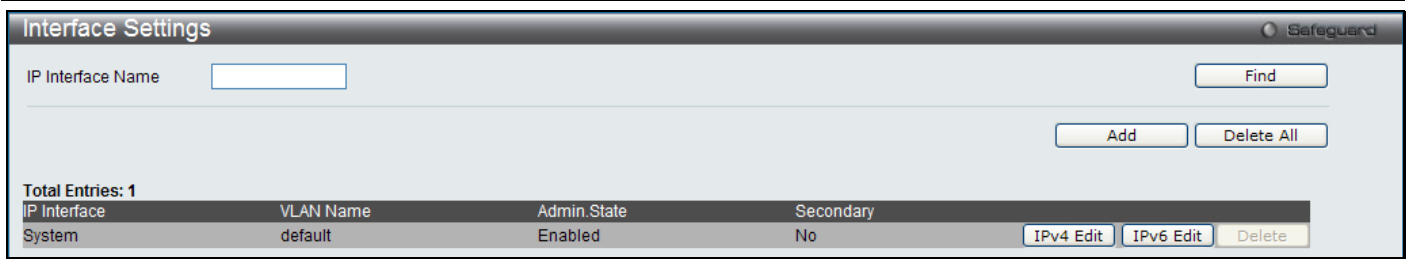 Interface Settings
Safeguard
IP Interface Name
Find
Add Delete All
Total Entries: 1
IP Interface VLAN Name Admin.State Secondary
System default Enabled No IPv4 Edit IPv6 Edit Delete